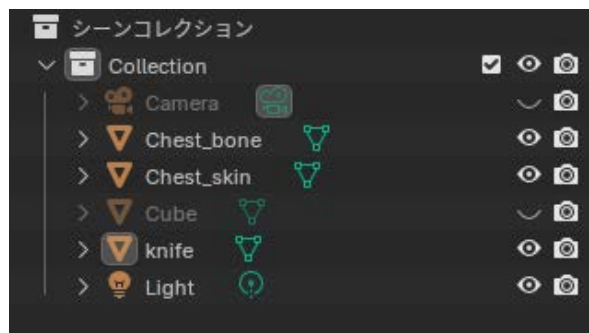 シーンコレクション
Collection
Camera
Chest_bone
Chest_skin
Cube
knife
Light